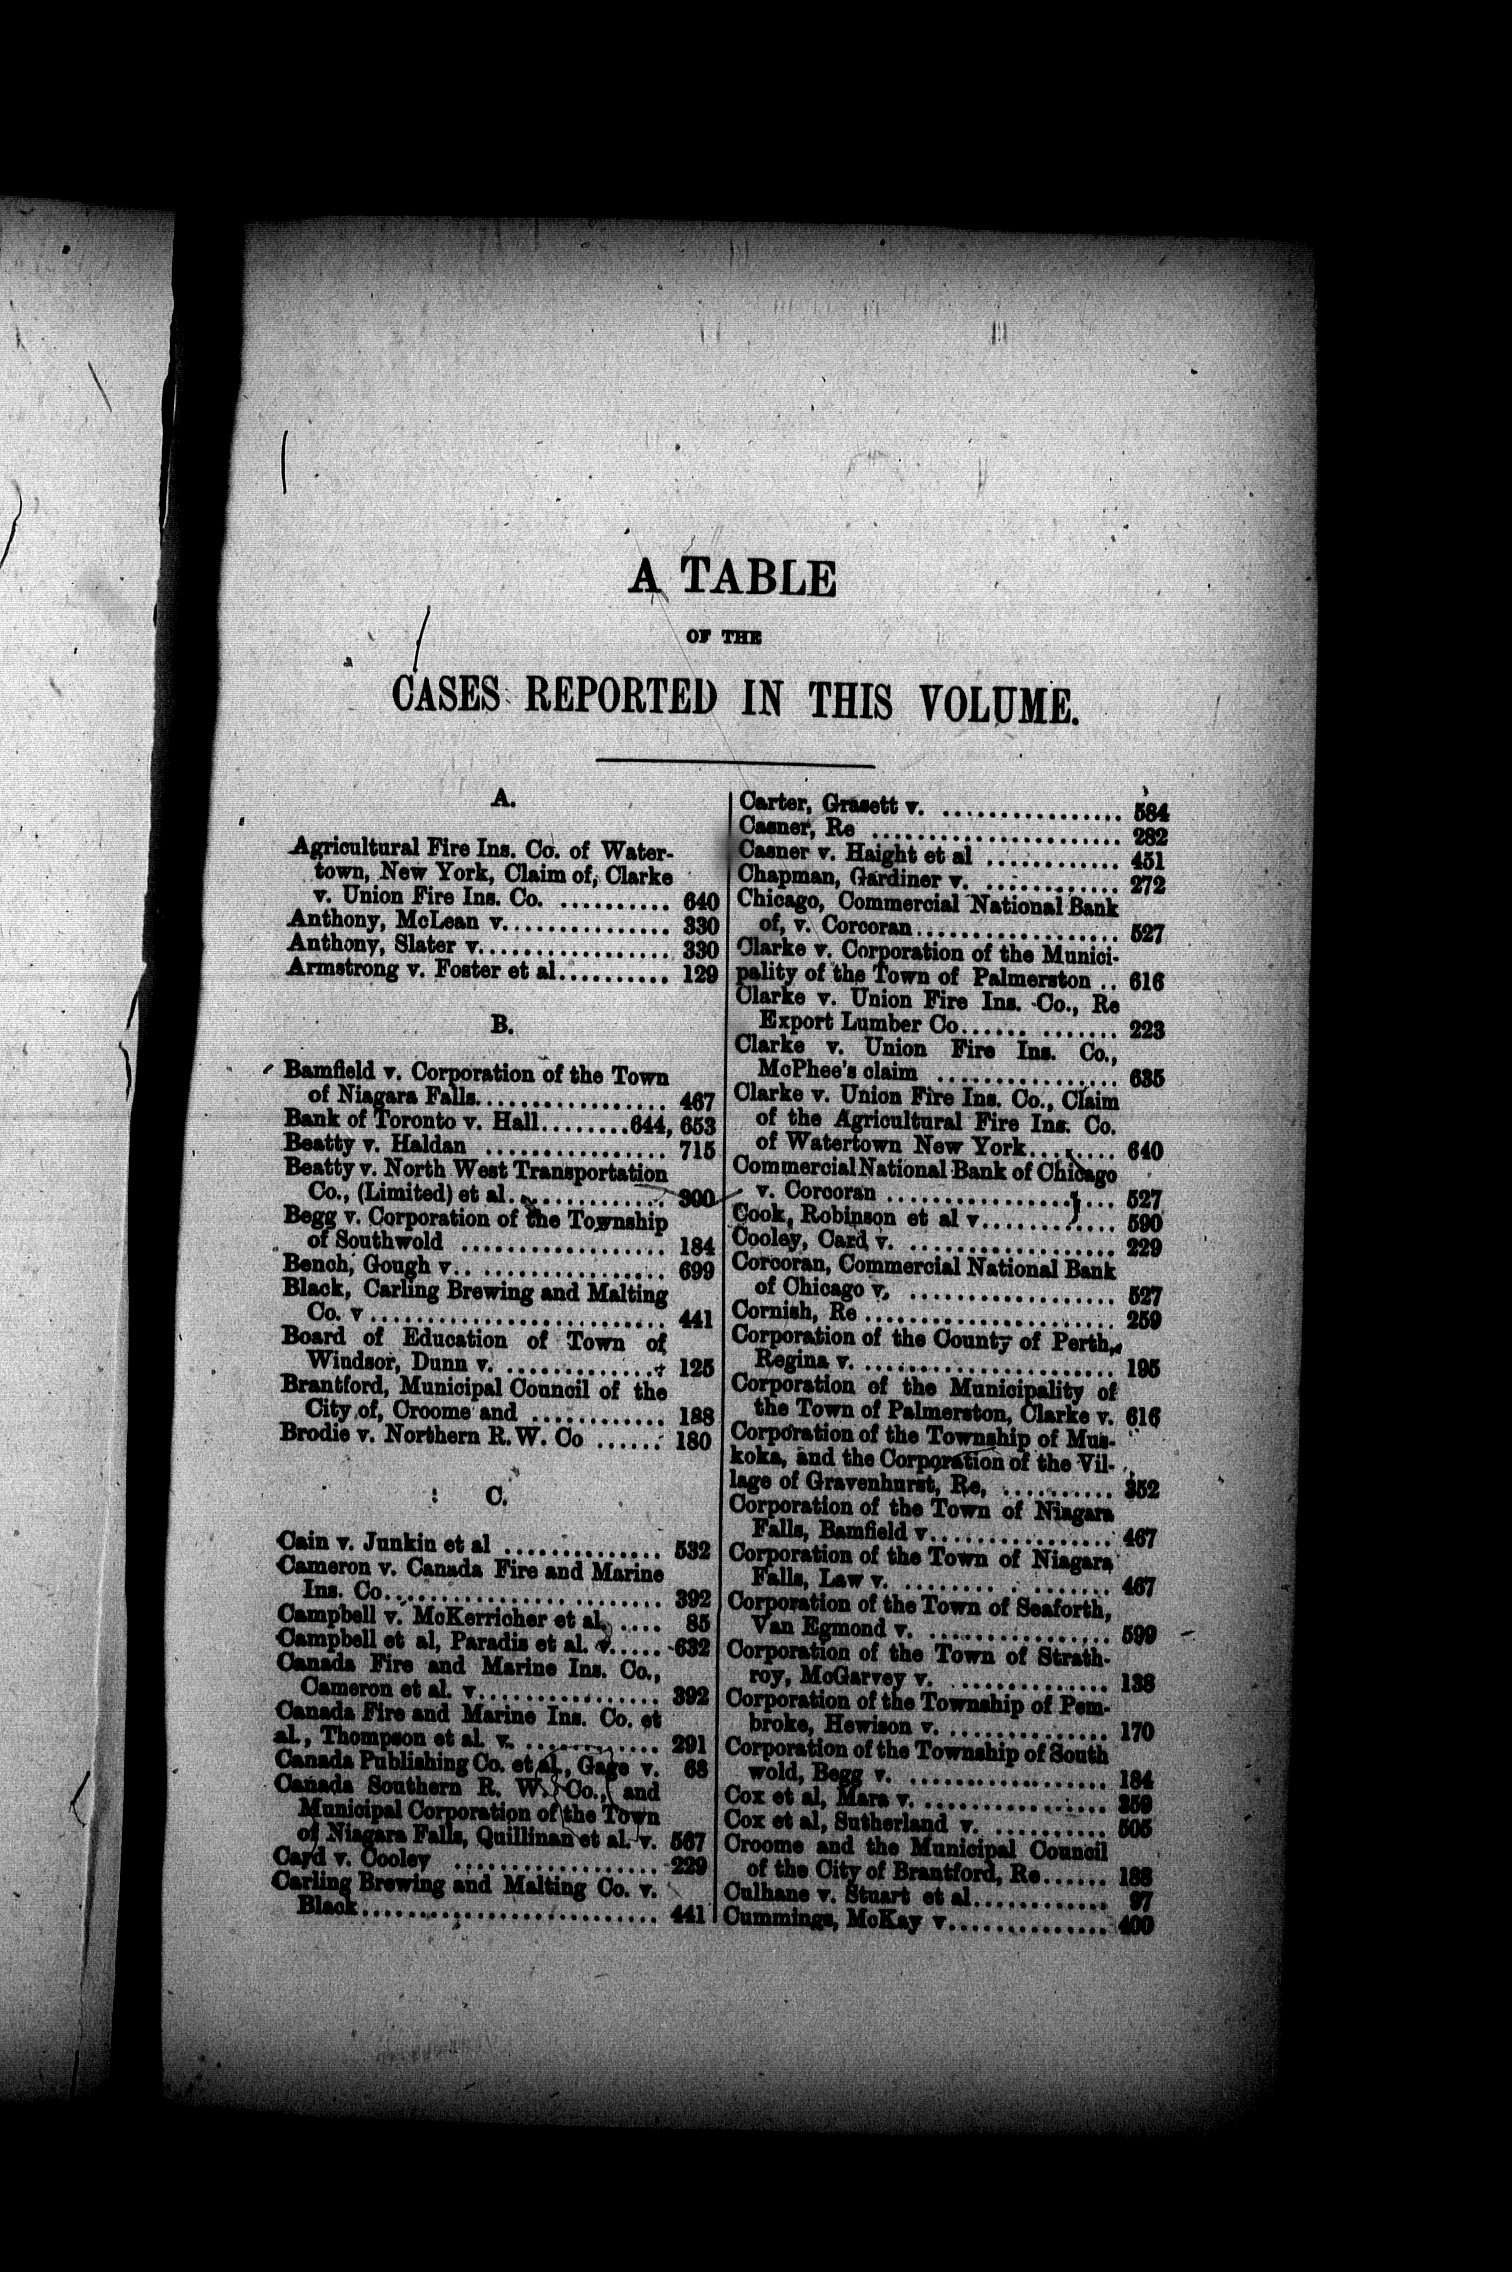 A TABLE
OF THE
CASES REPORTED IN THIS VOLUME.
A.
Agricultural Fire Ins. Co. of Water-
town, New York, Claim of, Clarke
v. Union Fire Ins. Co. .......... 640
Anthony, McLean v............... 330
Anthony, Slater v................. 330
Armstrong v. Foster et al.......... 129
B.
Bamfield v. Corporation of the Town
of Niagara Falls................. 467
Bank of Toronto v. Hall........644, 653
Beatty v. Haldan ................ 715
Beatty v. North West Transportation
Co., (Limited) et al............... 300
Begg v. Corporation of the Township
of Southwold .................. 184
Bench, Gough v.................. 699
Black, Carling Brewing and Malting
Co. v .......................... 441
Board of Education of Town of
Windsor, Dunn v. .............. 125
Brantford, Municipal Council of the
City of, Croome and ............ 188
Brodie v. Northern R. W. Co ...... 180
C.
Cain v. Junkin et al .............. 532
Cameron v. Canada Fire and Marine
Ins. Co......................... 392
Campbell v. McKerricher et al. .... 85
Campbell et al, Paradis et al. v..... 632
Canada Fire and Marine Ins. Co.,
Cameron et al. v................ 392
Canada Fire and Marine Ins. Co. et
al., Thompson et al. v. ............ 291
Canada Publishing Co. et al., Gage v. 68
Canada Southern R. W. Co., and
Municipal Corporation of the Town
of Niagara Falls, Quillinan et al. v. 567
Card v. Cooley .................. 229
Carling Brewing and Malting Co. v.
Black.......................... 441
Carter, Grasett v. ................ 584
Casner, Re ...................... 282
Casner v. Haight et al ............ 451
Chapman, Gardiner v. ............ 272
Chicago, Commercial National Bank
of, v. Corcoran.................. 527
Clarke v. Corporation of the Munici-
pality of the Town of Palmerston .. 616
Clarke v. Union Fire Ins. Co., Re
Export Lumber Co...... ....... 223
Clarke v. Union Fire Ins. Co.,
McPhee's claim ................ 635
Clarke v. Union Fire Ins. Co., Claim
of the Agricultural Fire Ins. Co.
of Watertown New York........ 640
Commercial National Bank of Chicago
v. Corcoran .................... 527
Cook, Robinson et al v............ 590
Cooley, Card v. .................. 229
Corcoran, Commercial National Bank
of Chicago v, .................. 527
Cornish, Re ...................... 259
Corporation of the County of Perth,
Regina v. ...................... 195
Corporation of the Municipality of
the Town of Palmerston, Clarke v. 616
Corporation of the Township of Mus-
koka, and the Corporation of the Vil-
lage of Gravenhurst, Re, .......... 352
Corporation of the Town of Niagara
Falls, Bamfield v................ 467
Corporation of the Town of Niagara
Falls, Law v. ........ . ....... 467
Corporation of the Town of Seaforth,
Van Egmond v. ................ 599
Corporation of the Town of Strath-
roy, McGarvey v. .............. 138
Corporation of the Township of Pem-
broke, Hewison v. .............. 170
Corporation of the Township of South
wold, Begg v. .................. 184
Cox et al, Mara v. ................ 359
Cox et al, Sutherland v. .......... 505
Croome and the Municipal Council
of the City of Brantford, Re...... 188
Culhane v. Stuart et al............ 97
Cummings, McKay v.............. 400